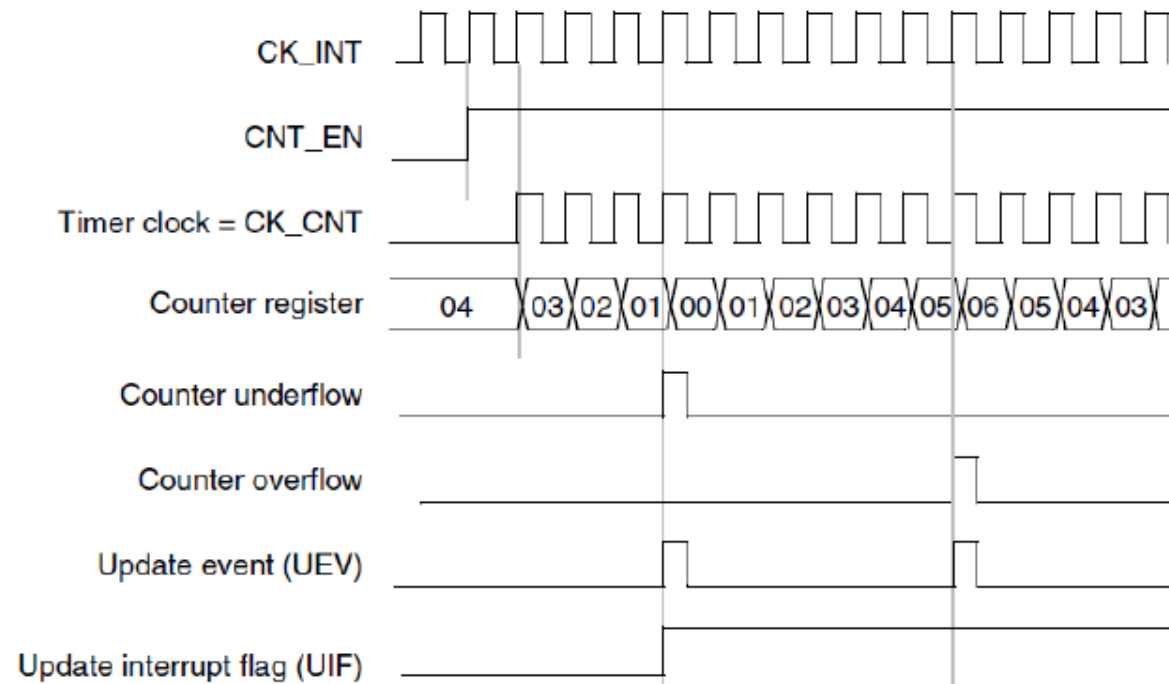 CK_INT
CNT_EN
Timer clock = CK_CNT
Counter register 04 03 02 01 00 01 02 03 04 05 06 05 04 03
Counter underflow
Counter overflow
Update event (UEV)
Update interrupt flag (UIF)